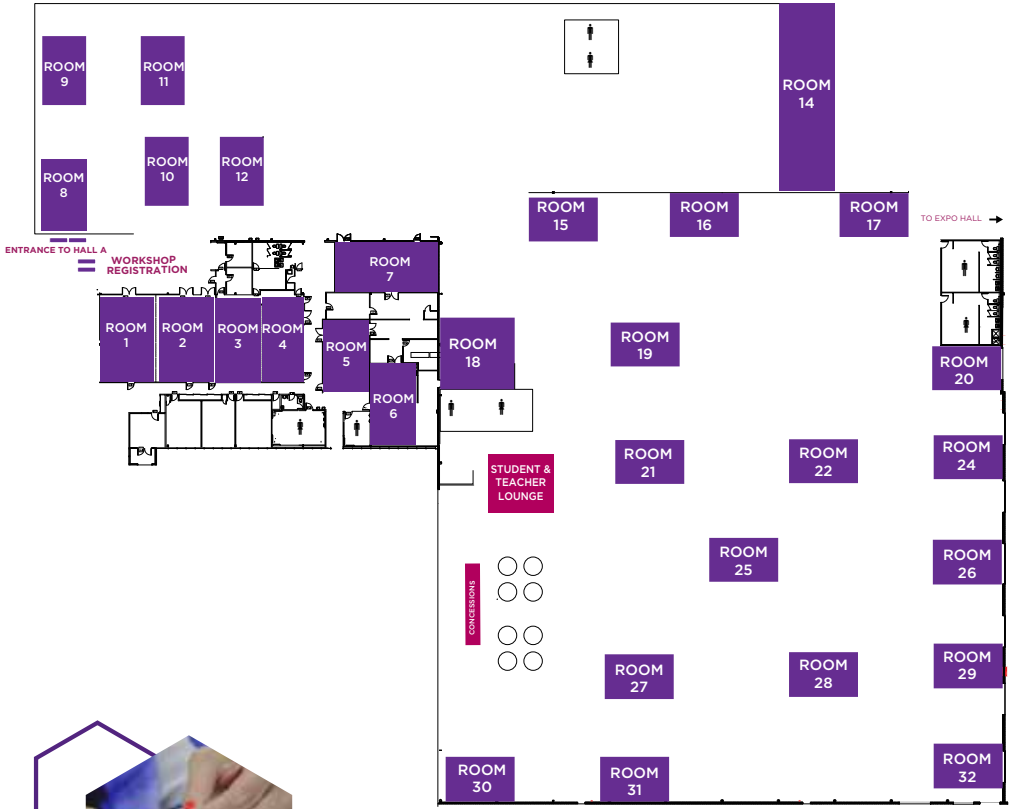 ROOM
9
ROOM
11
ROOM
14
ROOM
8
ROOM
10
ROOM
12
ROOM
15
ROOM
16
ROOM
17
TO EXPO HALL
ENTRANCE TO HALL A
WORKSHOP
REGISTRATION
ROOM
7
ROOM
1
ROOM
2
ROOM
3
ROOM
4
ROOM
5
ROOM
6
ROOM
18
ROOM
19
ROOM
20
STUDENT &
TEACHER
LOUNGE
ROOM
21
ROOM
22
ROOM
24
CONCESSIONS
ROOM
25
ROOM
26
ROOM
27
ROOM
28
ROOM
29
ROOM
30
ROOM
31
ROOM
32